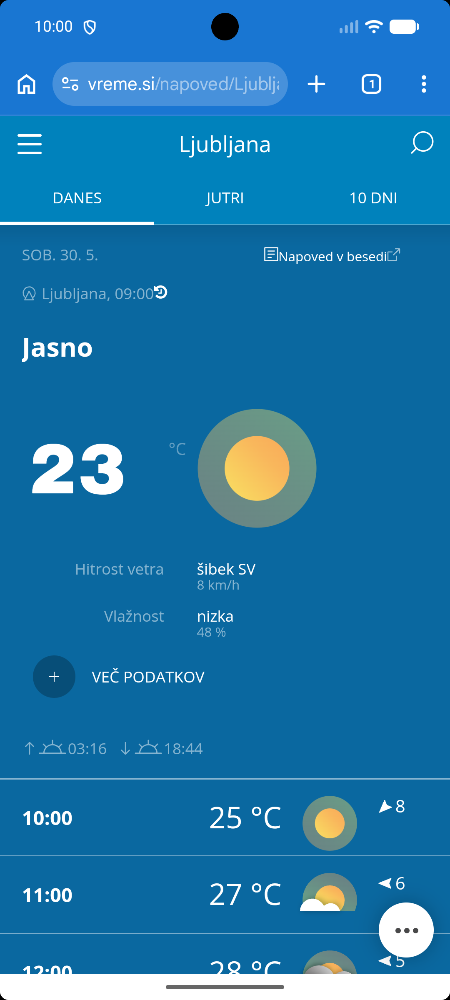 10:00
vreme.si/napoved/Ljublj
1
Ljubljana
DANES JUTRI 10 DNI
SOB. 30. 5. Napoved v besedi
Ljubljana, 09:00
Jasno
23 °C
Hitrost vetra šibek SV
8 km/h
Vlažnost nizka
48 %
+ VEČ PODATKOV
↑ 03:16 ↓ 18:44
10:00 25 °C 8
11:00 27 °C 6
12:00 28 °C 5